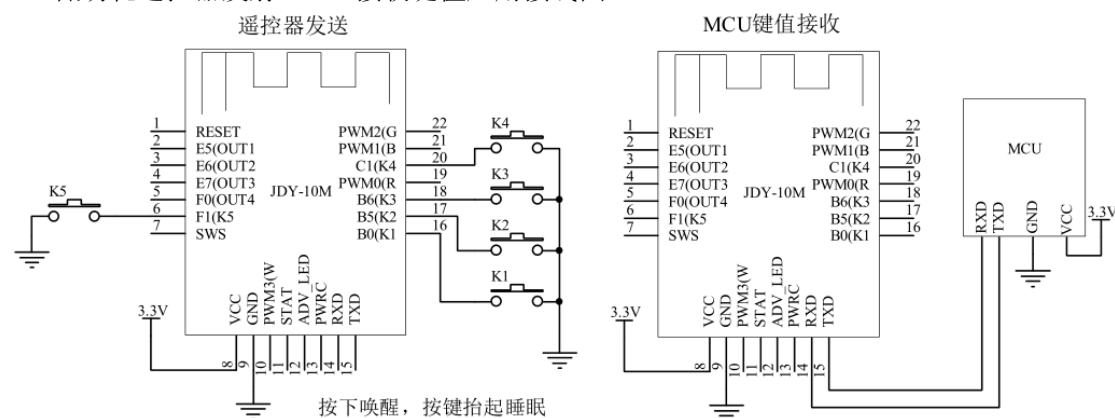 遥控器发送
MCU键值接收
1 RESET
2 E5(OUT1
3 E6(OUT2
4 E7(OUT3
5 F0(OUT4
6 F1(K5
7 SWS
PWM2(G 22
PWM1(B 21
C1(K4 20
PWM0(R 19
B6(K3 18
B5(K2 17
B0(K1 16
JDY-10M
K5
K4
K3
K2
K1
3.3V
VCC 8
GND 9
PWM3(W 10
STAT 11
ADV_LED 12
PWRC 13
RXD 14
TXD 15
按下唤醒，按键抬起睡眠
1 RESET
2 E5(OUT1
3 E6(OUT2
4 E7(OUT3
5 F0(OUT4
6 F1(K5
7 SWS
PWM2(G 22
PWM1(B 21
C1(K4 20
PWM0(R 19
B6(K3 18
B5(K2 17
B0(K1 16
JDY-10M
3.3V
VCC 8
GND 9
PWM3(W 10
STAT 11
ADV_LED 12
PWRC 13
RXD 14
TXD 15
MCU
RXD
TXD
GND
VCC
3.3V